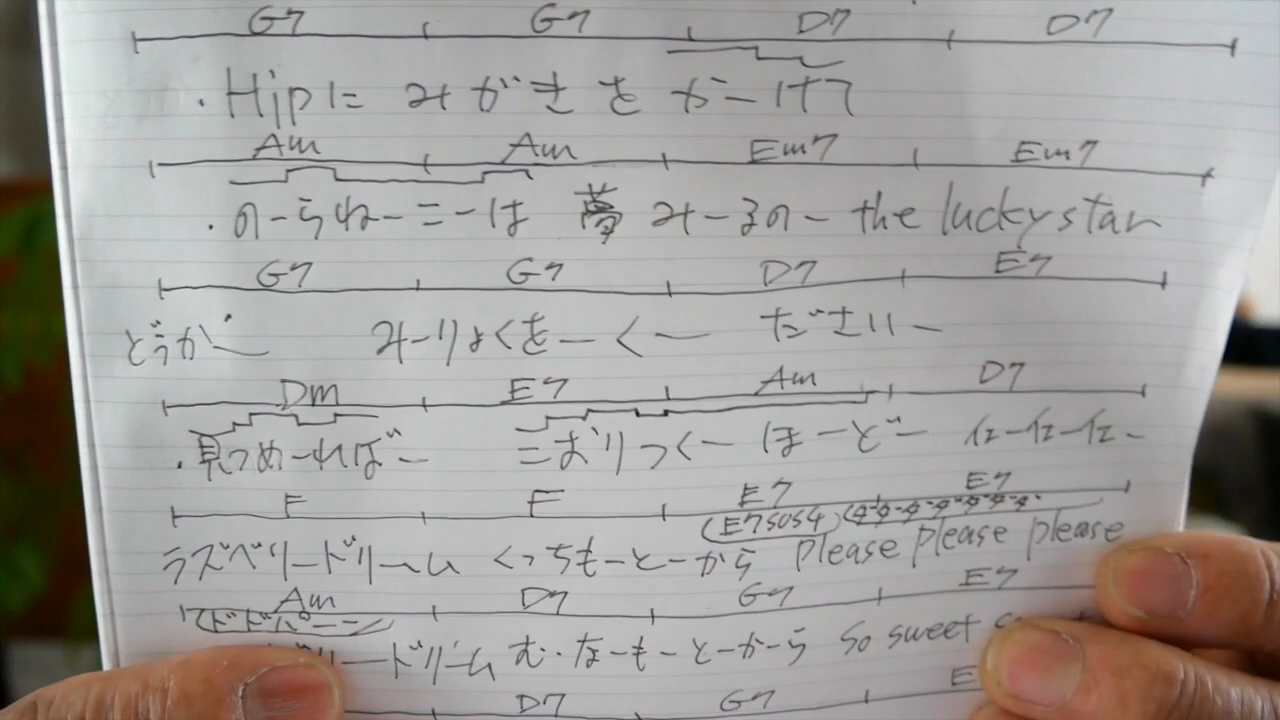 G7 G7 D7 D7
・Hipに みがきを かーけて
Am Am Em7 Em7
・のーらねーこーは 夢 みーるのー the lucky star
G7 G7 D7 E7
どうかー みーりょくをーくー ださいー
Dm E7 Am D7
・見つめーればー こおりつくー ほーどー イェーイェーイェー
F F E7 E7
(E7sus4)
ラズベリードリーム くっちもーとーから please please please
Am D7 G7 E7
(ドドパーン)
ベリードリーム む・なーもーとーかーら so sweet
D7 G7 E